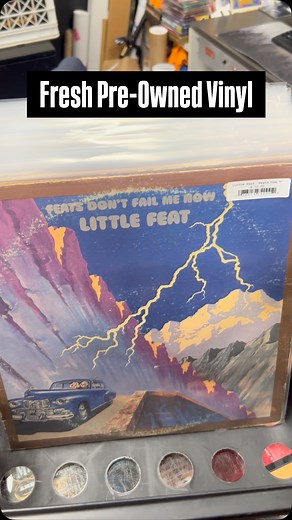 Fresh Pre-Owned Vinyl
FEATS DON'T FAIL ME NOW
LITTLE FEAT